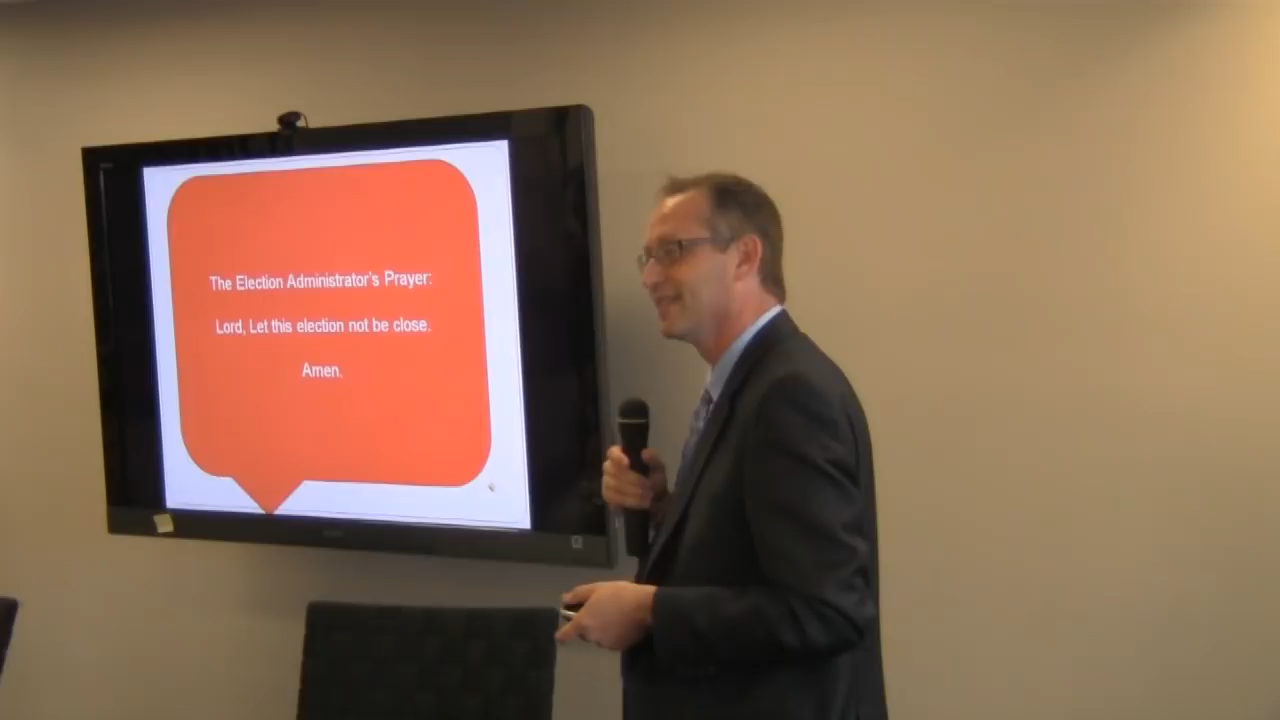 The Election Administrator's Prayer:
Lord, Let this election not be close.
Amen.